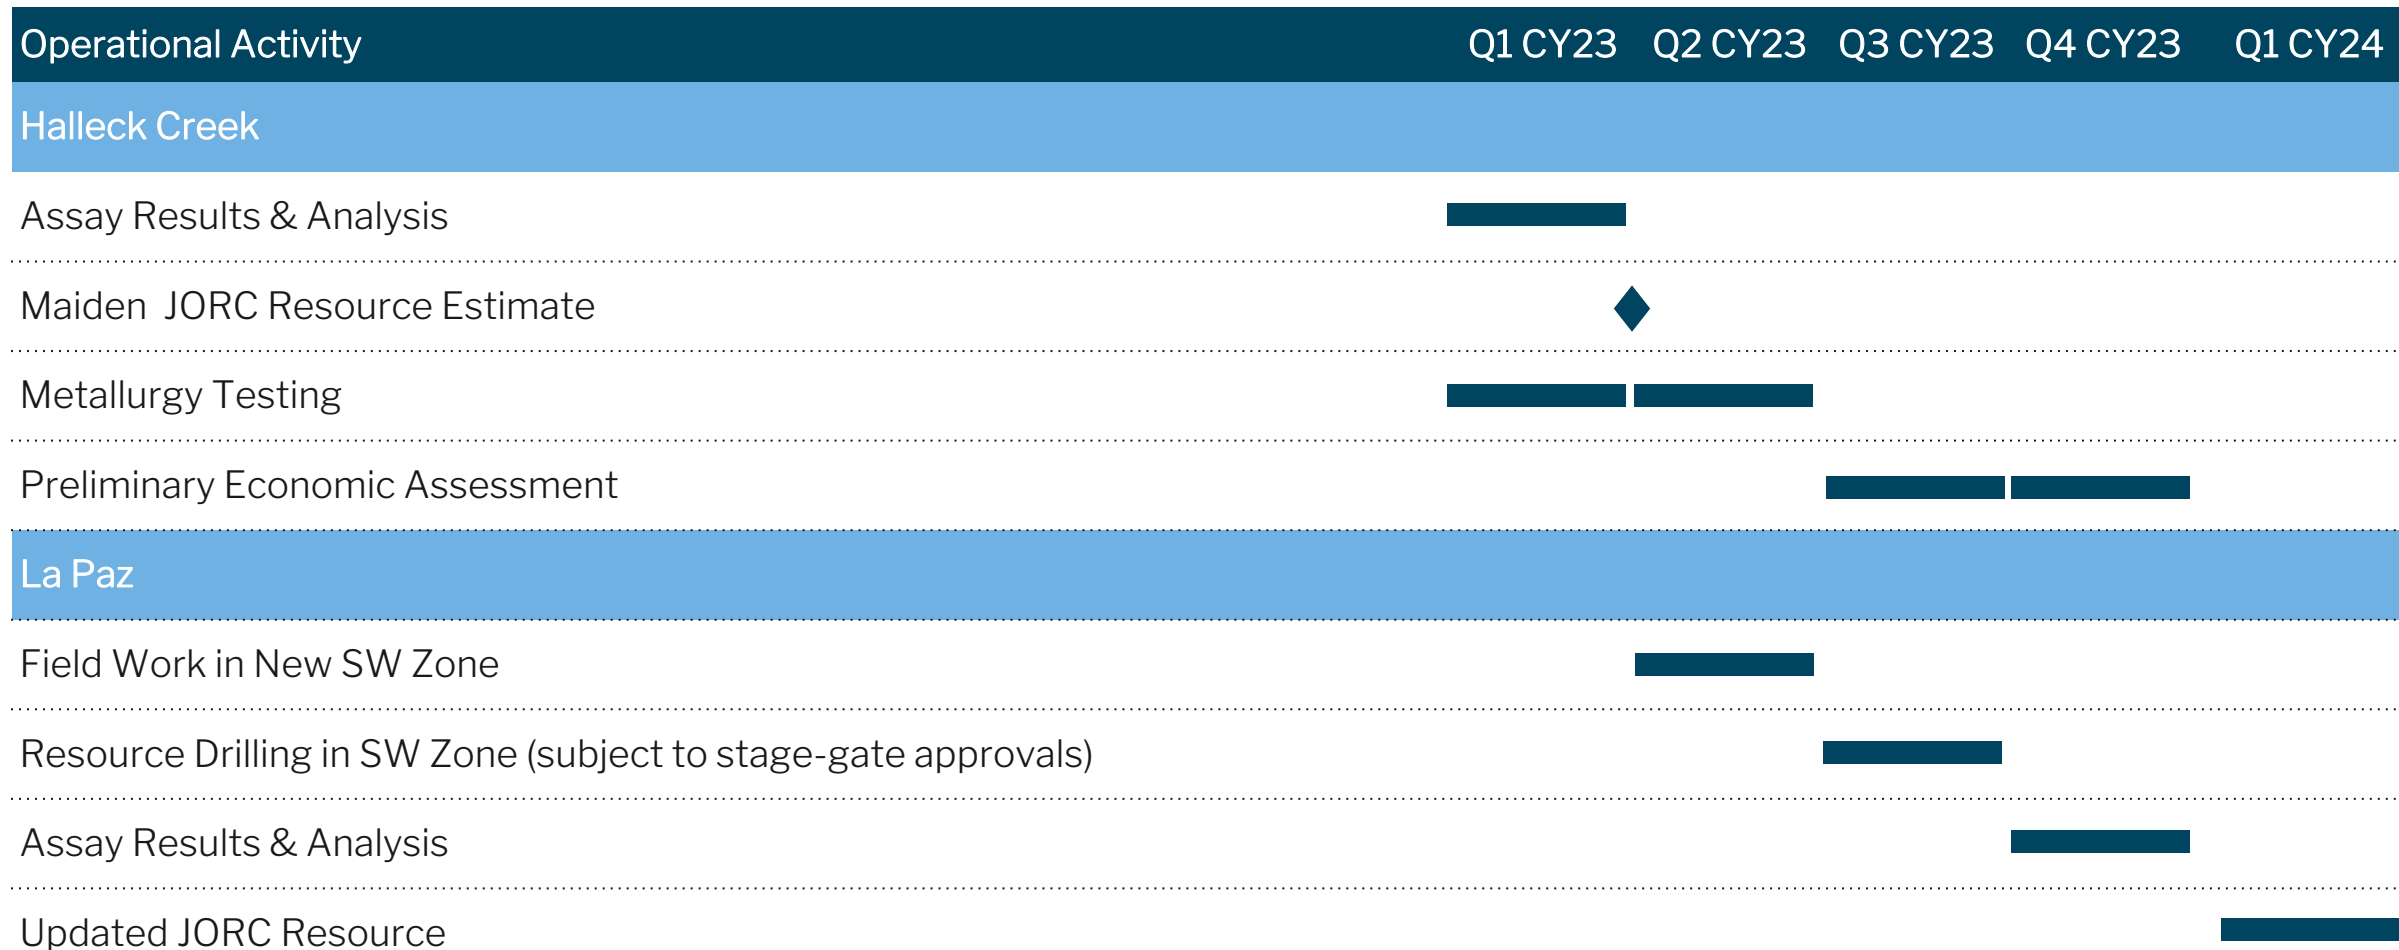 Operational Activity Q1 CY23 Q2 CY23 Q3 CY23 Q4 CY23 Q1 CY24
Halleck Creek
Assay Results & Analysis
Maiden JORC Resource Estimate
Metallurgy Testing
Preliminary Economic Assessment
La Paz
Field Work in New SW Zone
Resource Drilling in SW Zone (subject to stage-gate approvals)
Assay Results & Analysis
Updated JORC Resource